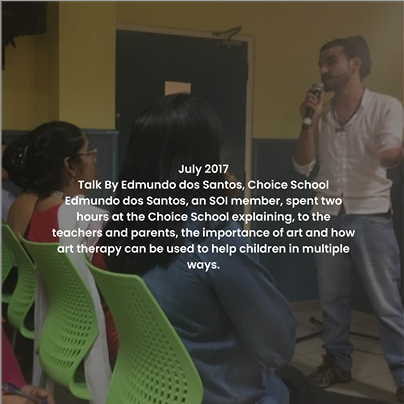 July 2017
Talk By Edmundo dos Santos, Choice School
Edmundo dos Santos, an SOI member, spent two
hours at the Choice School explaining, to the
teachers and parents, the importance of art and how
art therapy can be used to help children in multiple
ways.